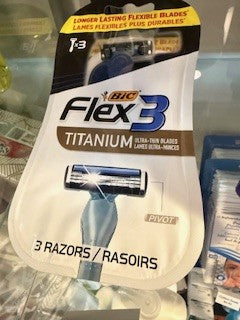 LONGER LASTING FLEXIBLE BLADES*
LAMES FLEXIBLES PLUS DURABLES*
x3
BIC
Flex3
TITANIUM
ULTRA-THIN BLADES
LAMES ULTRA-MINCES
PIVOT
3 RAZORS/RASOIRS